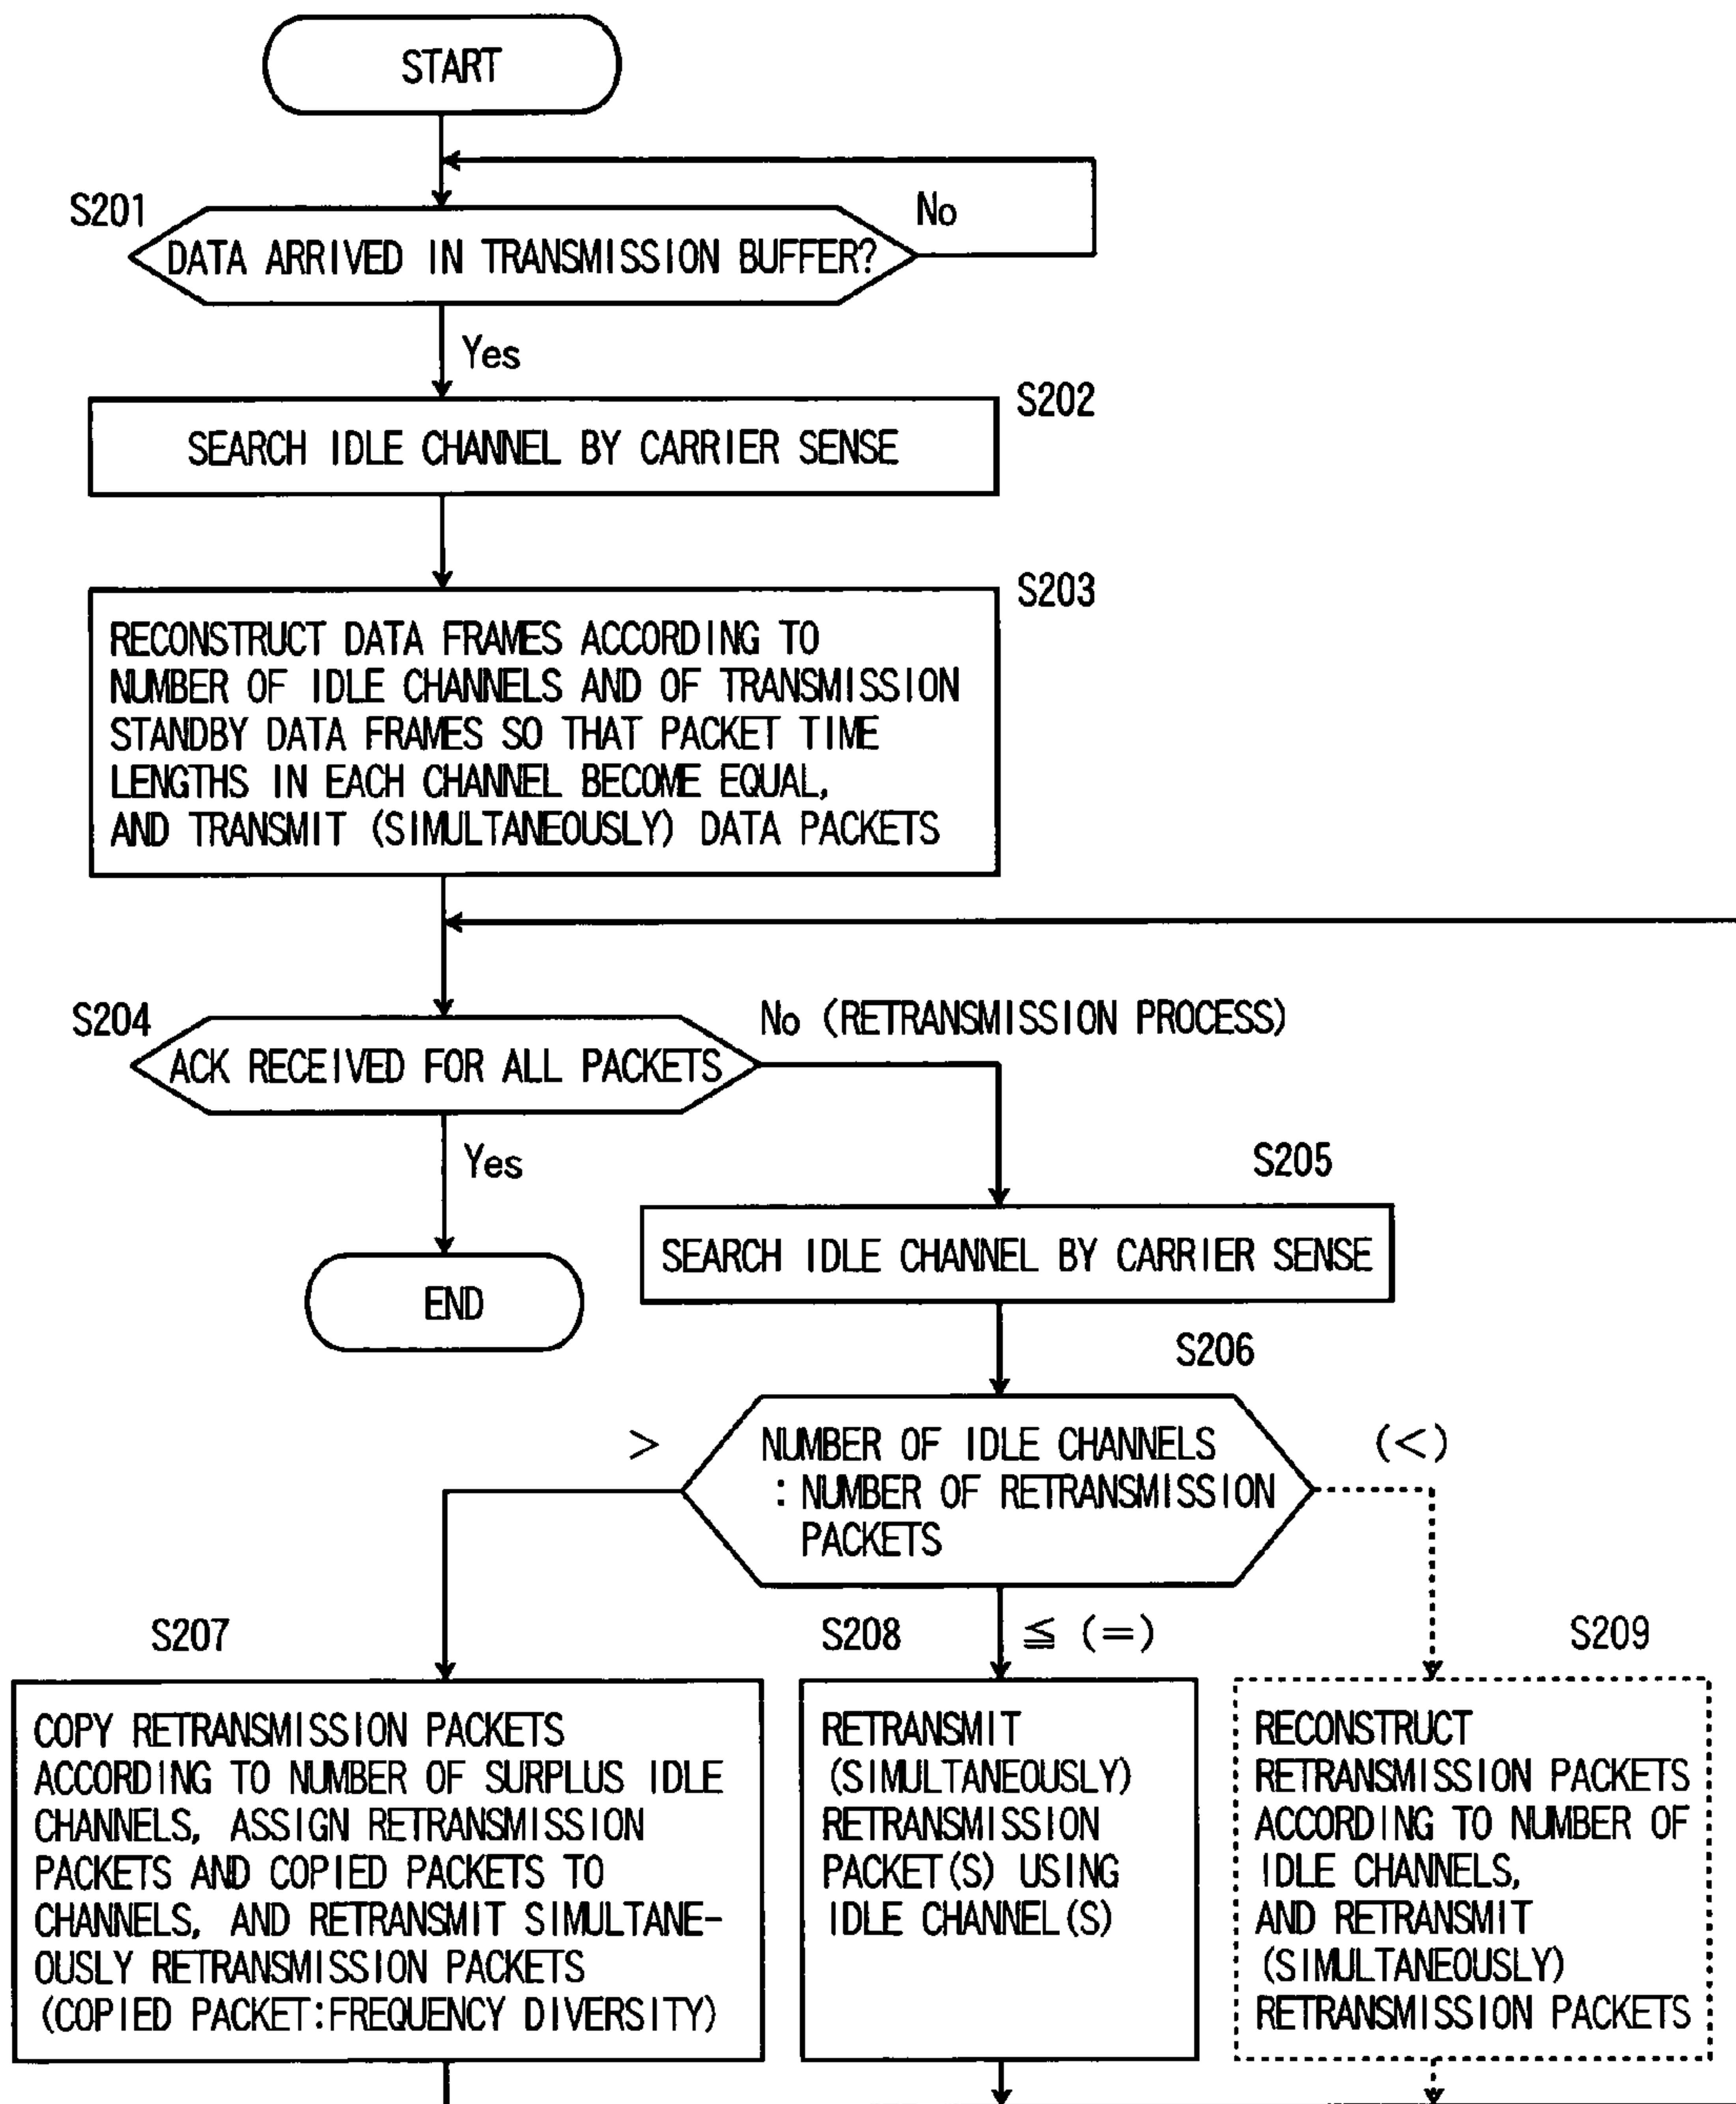 START
S201
DATA ARRIVED IN TRANSMISSION BUFFER?
No
Yes
S202
SEARCH IDLE CHANNEL BY CARRIER SENSE
S203
RECONSTRUCT DATA FRAMES ACCORDING TO
NUMBER OF IDLE CHANNELS AND OF TRANSMISSION
STANDBY DATA FRAMES SO THAT PACKET TIME
LENGTHS IN EACH CHANNEL BECOME EQUAL,
AND TRANSMIT (SIMULTANEOUSLY) DATA PACKETS
S204
ACK RECEIVED FOR ALL PACKETS
No (RETRANSMISSION PROCESS)
Yes
END
S205
SEARCH IDLE CHANNEL BY CARRIER SENSE
S206
NUMBER OF IDLE CHANNELS
: NUMBER OF RETRANSMISSION
PACKETS
>
(<)
≦ (=)
S207
COPY RETRANSMISSION PACKETS
ACCORDING TO NUMBER OF SURPLUS IDLE
CHANNELS, ASSIGN RETRANSMISSION
PACKETS AND COPIED PACKETS TO
CHANNELS, AND RETRANSMIT SIMULTANE-
OUSLY RETRANSMISSION PACKETS
(COPIED PACKET:FREQUENCY DIVERSITY)
S208
RETRANSMIT
(SIMULTANEOUSLY)
RETRANSMISSION
PACKET(S) USING
IDLE CHANNEL(S)
S209
RECONSTRUCT
RETRANSMISSION PACKETS
ACCORDING TO NUMBER OF
IDLE CHANNELS,
AND RETRANSMIT
(SIMULTANEOUSLY)
RETRANSMISSION PACKETS